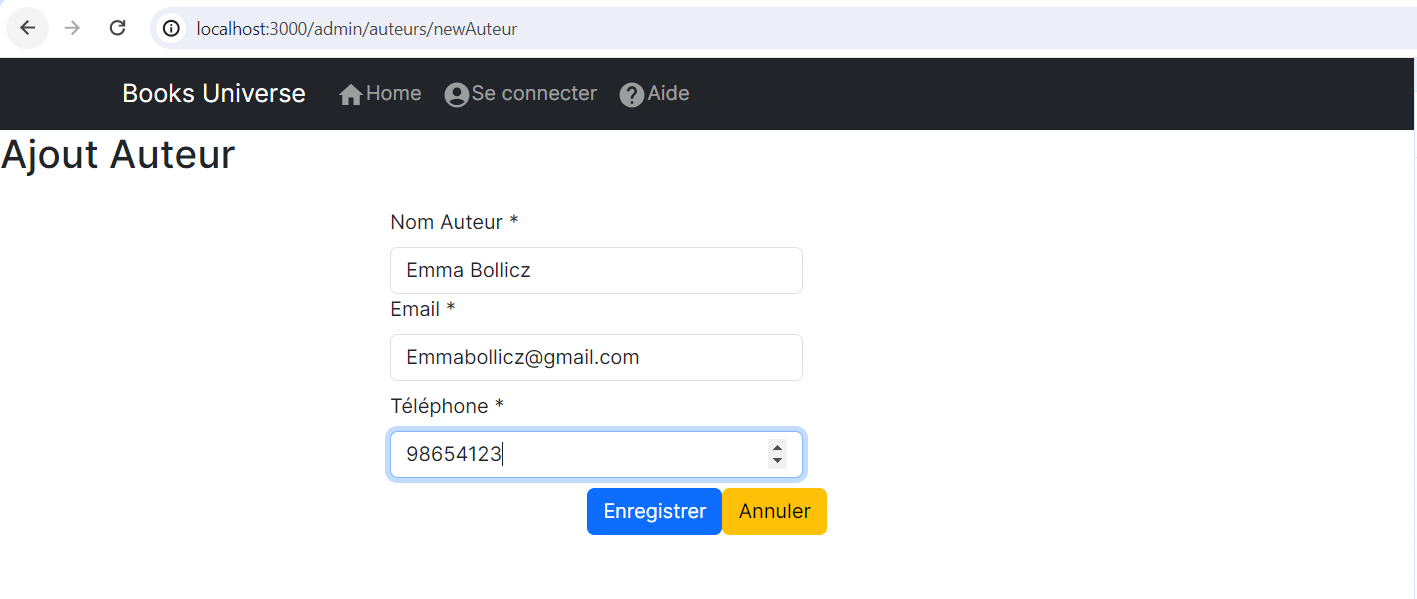 localhost:3000/admin/auteurs/newAuteur
Books Universe Home Se connecter Aide
Ajout Auteur
Nom Auteur *
Emma Bollicz
Email *
Emmabollicz@gmail.com
Téléphone *
98654123
Enregistrer Annuler